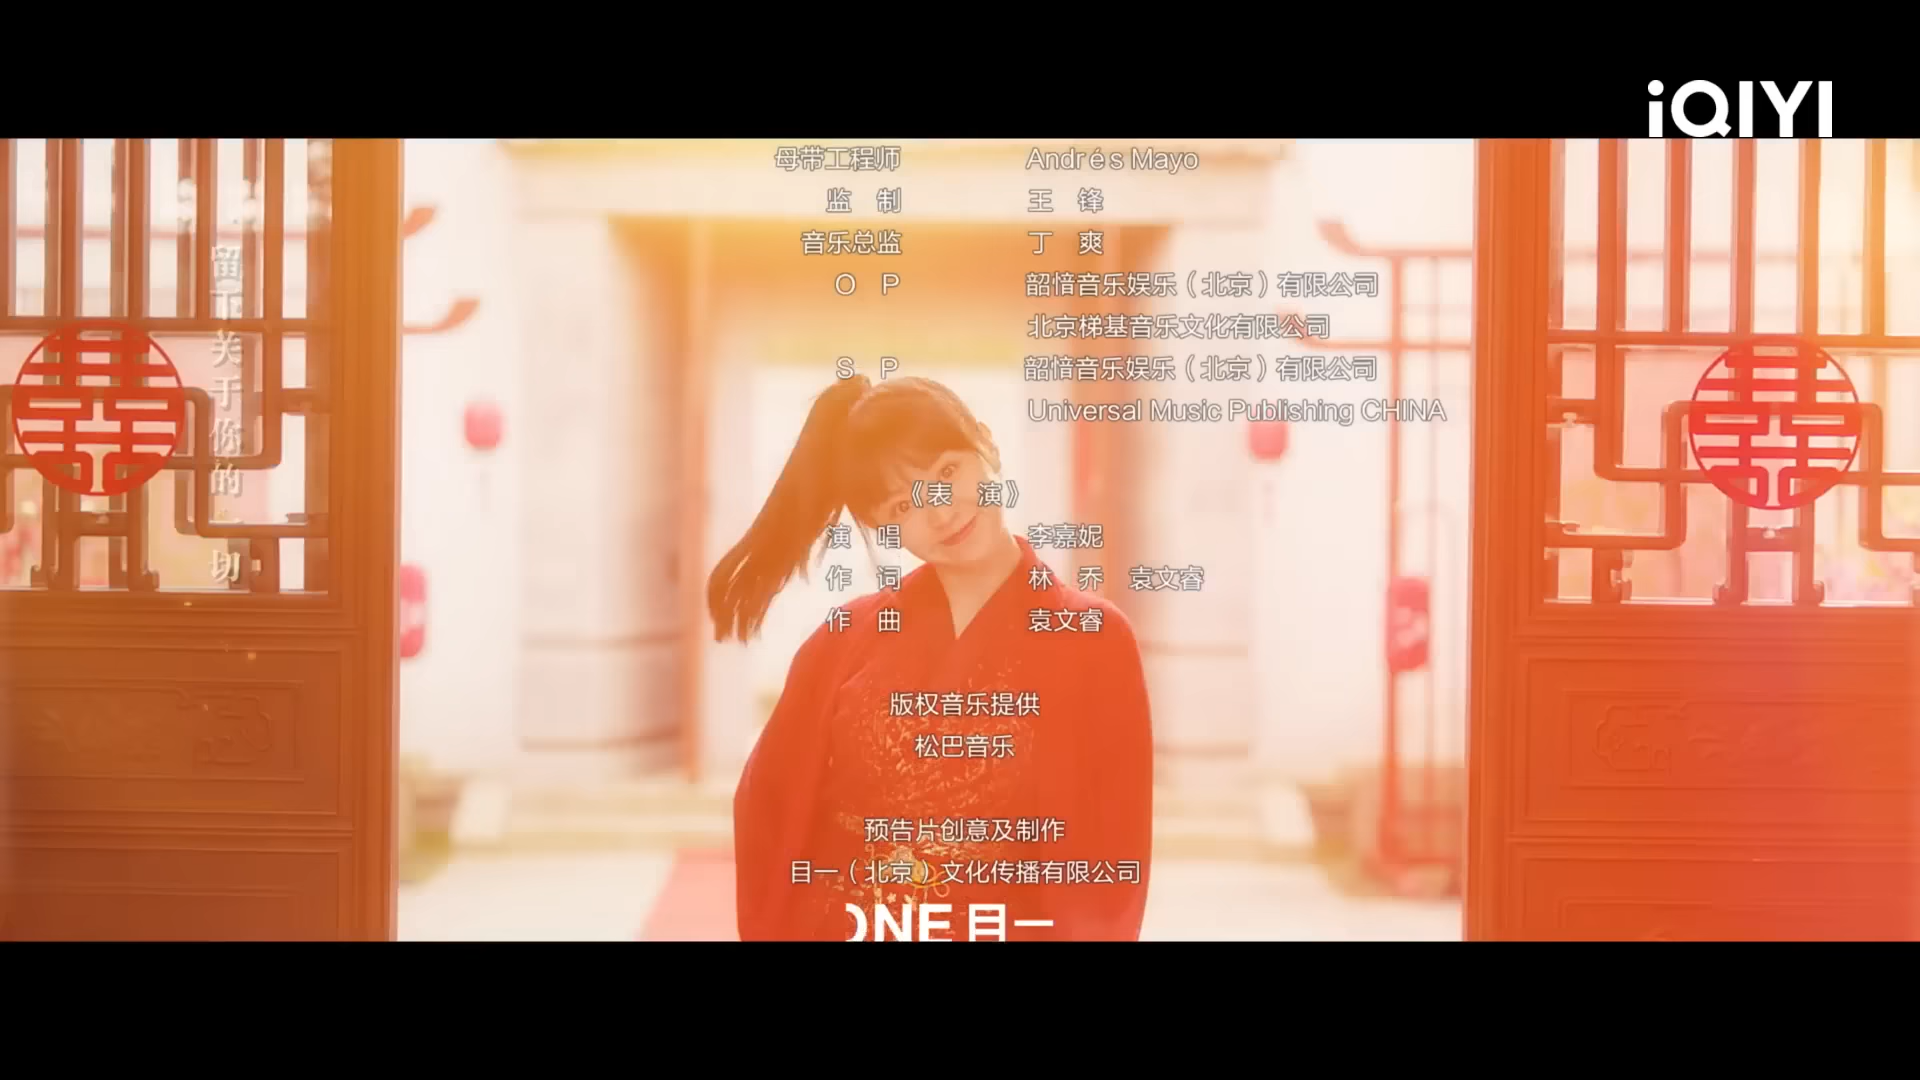 iQIYI
母带工程师 Andrés Mayo
监 制 王 锋
音乐总监 丁 爽
O P 韶愔音乐娱乐（北京）有限公司
北京梯基音乐文化有限公司
S P 韶愔音乐娱乐（北京）有限公司
Universal Music Publishing CHINA
《表 演》
演 唱 李嘉妮
作 词 林 乔 袁文睿
作 曲 袁文睿
版权音乐提供
松巴音乐
预告片创意及制作
目一（北京）文化传播有限公司
ONE 目一
留下关于你的一切